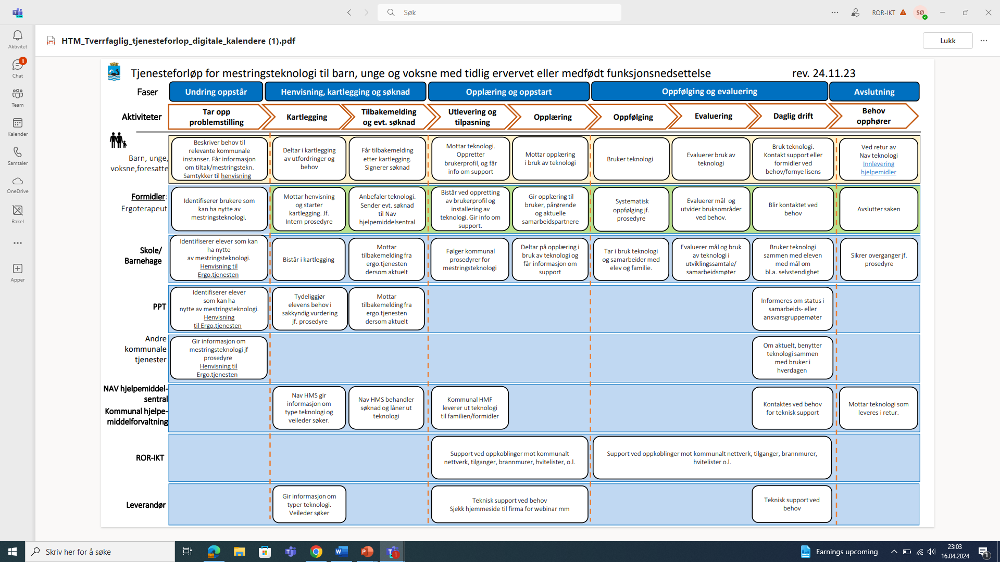 Søk
ROR-IKT
SØ
Aktivitet
1
Chat
Team
Kalender
Samtaler
OneDrive
Rakel
Apper
HTM_Tverrfaglig_tjenesteforlop_digitale_kalendere (1).pdf
Lukk
Tjenesteforløp for mestringsteknologi til barn, unge og voksne med tidlig ervervet eller medfødt funksjonsnedsettelse
rev. 24.11.23
Faser
Undring oppstår
Henvisning, kartlegging og søknad
Opplæring og oppstart
Oppfølging og evaluering
Avslutning
Aktiviteter
Tar opp
problemstilling
Kartlegging
Tilbakemelding
og evt. søknad
Utlevering og
tilpasning
Opplæring
Oppfølging
Evaluering
Daglig drift
Behov
opphører
Barn, unge,
voksne,foresatte
Beskriver behov til
relevante kommunale
instanser. Får informasjon
om tiltak/mestringstekn.
Samtykker til henvisning
Deltar i kartlegging
av utfordringer og
behov
Får tilbakemelding
etter kartlegging.
Signerer søknad
Mottar teknologi.
Oppretter
brukerprofil, og får
info om support
Mottar opplæring
i bruk av teknologi
Bruker teknologi
Evaluerer bruk av
teknologi
Bruk teknologi.
Kontakt support eller
formidler ved
behov/fornye lisens
Ved retur av
Nav teknologi
Innlevering
hjelpemidler
Formidler:
Ergoterapeut
Identifiserer brukere som
kan ha nytte av
mestringsteknologi.
Mottar henvisning
og starter
kartlegging. Jf.
Intern prosedyre
Anbefaler teknologi.
Sender evt. søknad
til Nav
hjelpemiddelsentral
Bistår ved oppretting
av brukerprofil og
installering av
teknologi. Gir info om
support.
Gir opplæring til
bruker, pårørende
og aktuelle
samarbeidspartnere
Systematisk
oppfølging jf.
prosedyre
Evaluerer mål og
utvider bruksområder
ved behov.
Blir kontaktet ved
behov
Avslutter saken
Skole/
Barnehage
Identifiserer elever som kan
ha nytte
av mestringsteknologi.
Henvisning til
Ergo.tjenesten
Bistår i kartlegging
Mottar
tilbakemelding fra
ergo.tjenesten
dersom aktuelt
Følger kommunal
prosedyrer for
mestringsteknologi
Deltar på opplæring i
bruk av teknologi og
får informasjon om
support
Tar i bruk teknologi
og samarbeider med
elev og familie.
Evaluerer mål og bruk
av teknologi i
utviklingssamtale/
samarbeidsmøter
Bruker teknologi
sammen med eleven
med mål om
bl.a. selvstendighet
Sikrer overganger jf.
prosedyre
PPT
Identifiserer elever
som kan ha
nytte av mestringsteknologi.
Henvisning
til Ergo.tjenesten
Tydeliggjør
elevens behov i
sakkyndig vurdering
jf. prosedyre
Mottar
tilbakemelding fra
ergo.tjenesten
dersom aktuelt
Informeres om status i
samarbeids- eller
ansvarsgruppemøter
Andre
kommunale
tjenester
Gir informasjon om
mestringsteknologi jf
prosedyre
Henvisning til
Ergo.tjenesten
Om aktuelt, benytter
teknologi sammen
med bruker i
hverdagen
NAV hjelpemiddel-
sentral
Kommunal hjelpe-
middelforvaltning
Nav HMS gir
informasjon om
type teknologi og
veileder søker.
Nav HMS behandler
søknad og låner ut
teknologi
Kommunal HMF
leverer ut teknologi
til familien/formidler
Kontaktes ved behov
for teknisk support
Mottar teknologi som
leveres i retur.
ROR-IKT
Support ved oppkoblinger mot kommunalt
nettverk, tilganger, brannmurer, hvitelister, o.l.
Support ved oppkoblinger mot kommunalt nettverk, tilganger, brannmurer,
hvitelister o.l.
Leverandør
Gir informasjon om
typer teknologi.
Veileder søker
Teknisk support ved behov
Sjekk hjemmeside til firma for webinar mm
Teknisk support ved
behov
Skriv her for å søke
1
Earnings upcoming
23:03
16.04.2024
1